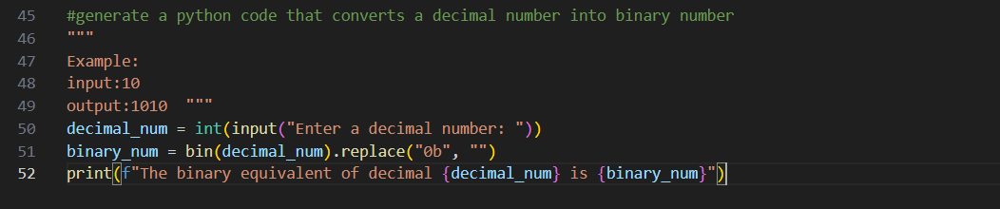 45 #generate a python code that converts a decimal number into binary number
46 """
47 Example:
48 input:10
49 output:1010  """
50 decimal_num = int(input("Enter a decimal number: "))
51 binary_num = bin(decimal_num).replace("0b", "")
52 print(f"The binary equivalent of decimal {decimal_num} is {binary_num}")